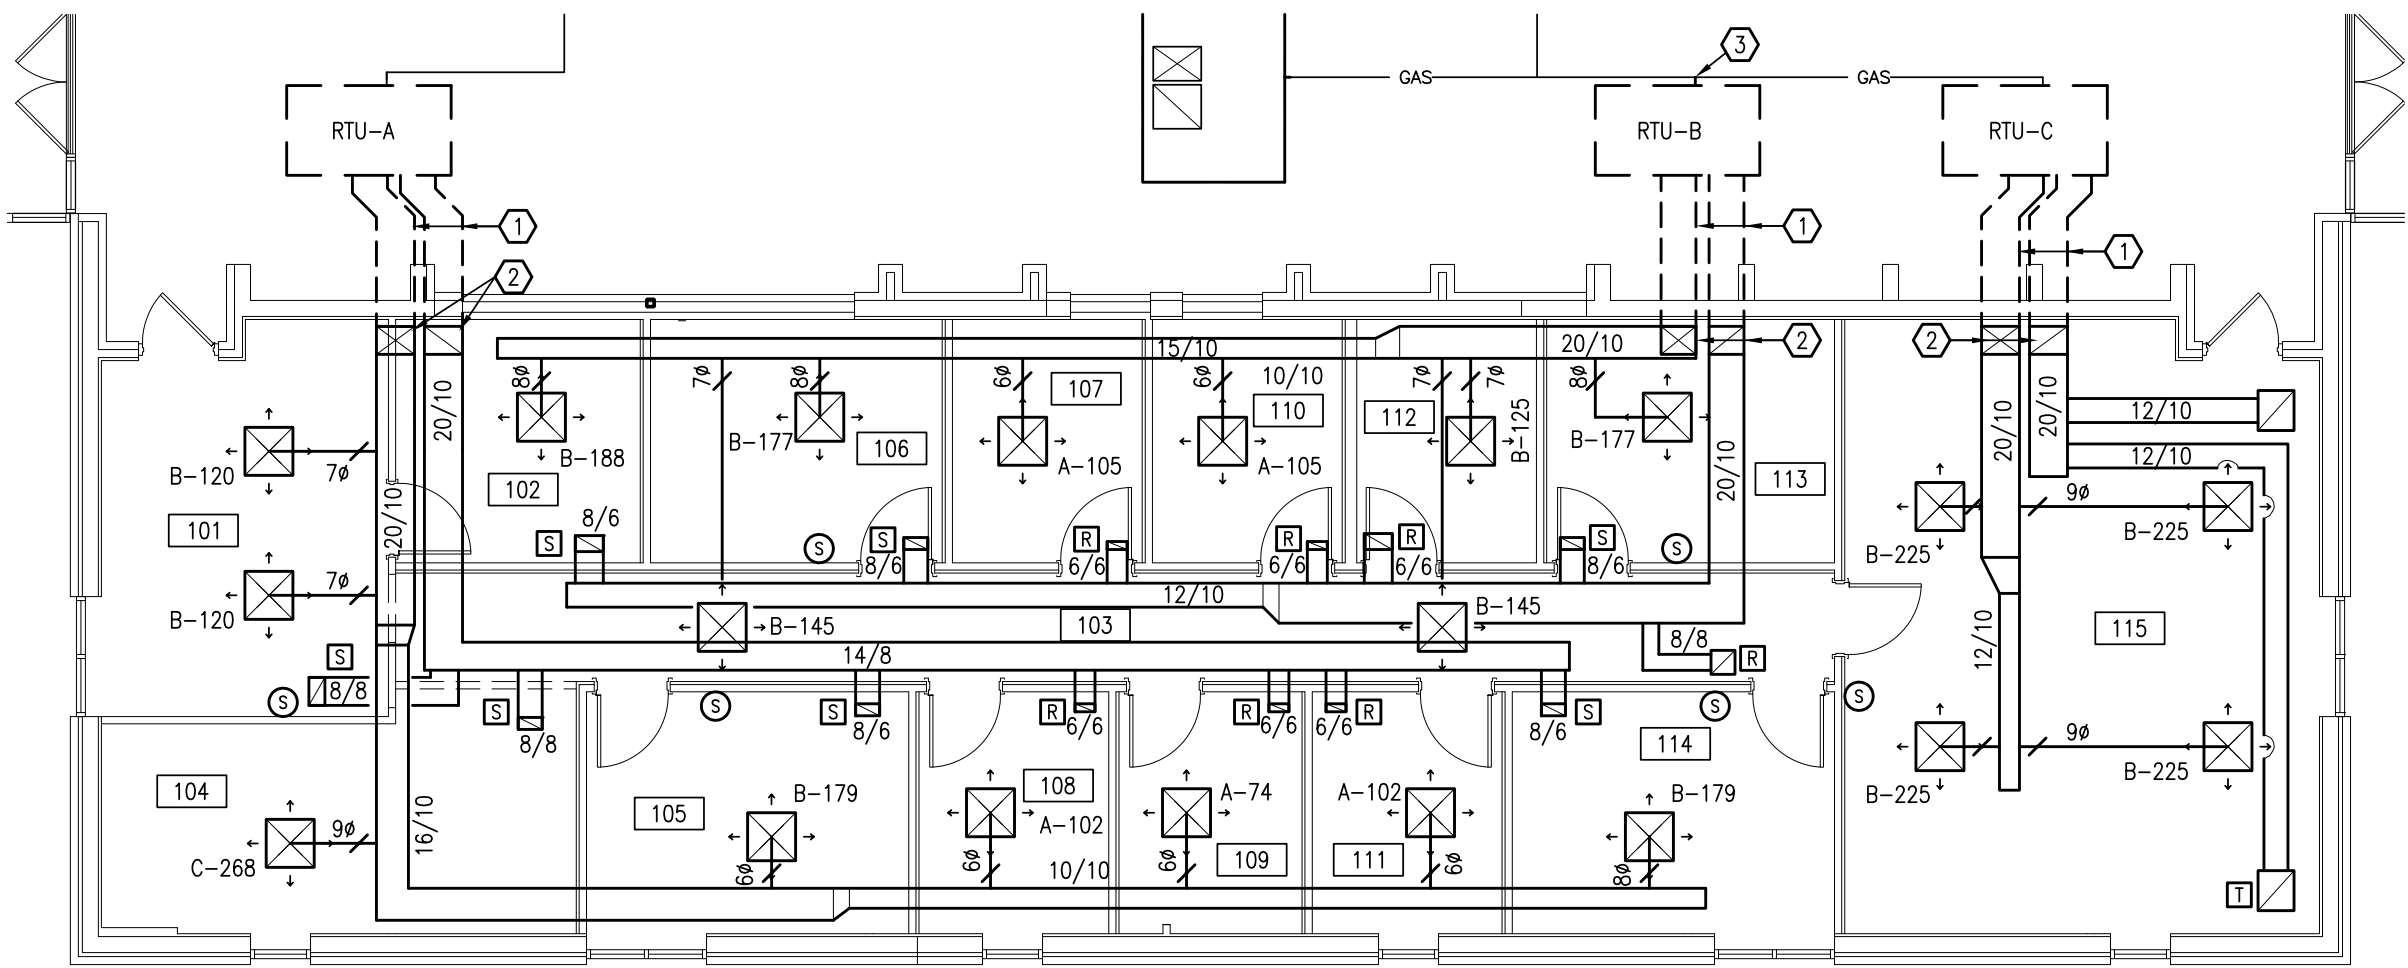 3
GAS
GAS
RTU-A
RTU-B
RTU-C
1
1
1
2
2
2
15/10
20/10
8ø
7ø
8ø
6ø
6ø
10/10
7ø
7ø
8ø
107
110
112
20/10
20/10
20/10
12/10
B-177
106
B-125
B-177
B-188
A-105
A-105
12/10
B-120
7ø
102
20/10
113
9ø
101
20/10
8/6
B-225
B-225
S
S
S
R
R
R
S
S
8/6
6/6
6/6
6/6
8/6
7ø
12/10
B-145
B-120
B-145
103
115
8/8
12/10
14/8
S
R
8/8
S
S
S
S
R
R
R
S
S
S
8/8
8/6
6/6
6/6
6/6
8/6
114
9ø
B-225
B-225
104
108
B-179
A-74
A-102
B-179
105
A-102
16/10
9ø
C-268
6ø
10/10
6ø
6ø
109
111
6ø
8ø
T